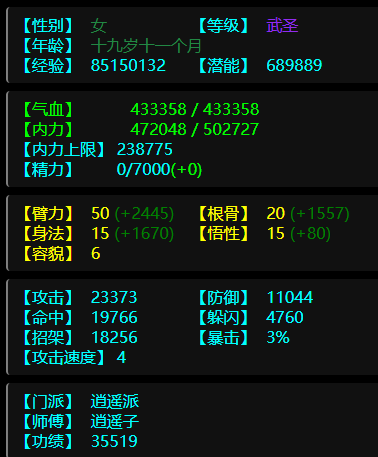 【性别】 女 【等级】 武圣
【年龄】 十九岁十一个月
【经验】 85150132 【潜能】 689889
【气血】 433358 / 433358
【内力】 472048 / 502727
【内力上限】 238775
【精力】 0/7000(+0)
【臂力】 50 (+2445) 【根骨】 20 (+1557)
【身法】 15 (+1670) 【悟性】 15 (+80)
【容貌】 6
【攻击】 23373 【防御】 11044
【命中】 19766 【躲闪】 4760
【招架】 18256 【暴击】 3%
【攻击速度】 4
【门派】 逍遥派
【师傅】 逍遥子
【功绩】 35519